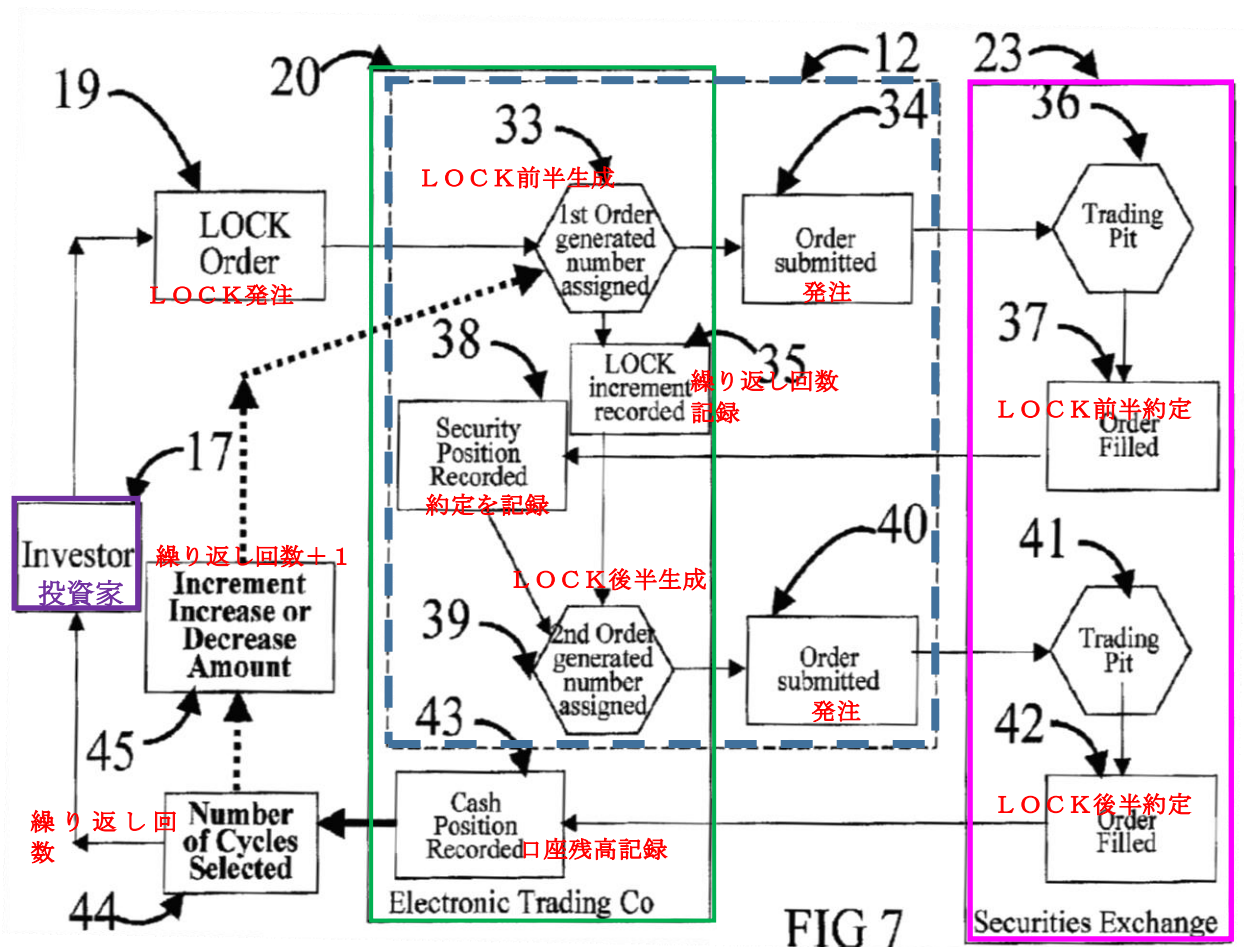 20
12
23
19
33
34
36
LOCK前半生成
LOCK
Order
LOCK発注
1st Order
generated
number
assigned
Order
submitted
発注
Trading
Pit
38
35
37
LOCK
increment
recorded
繰り返し回数
記録
LOCK前半約定
Order
Filled
Security
Position
Recorded
約定を記録
17
Investor
投資家
繰り返し回数+1
Increment
Increase or
Decrease
Amount
45
40
41
LOCK後半生成
39
2nd Order
generated
number
assigned
Order
submitted
発注
Trading
Pit
43
42
繰り返し回
数
Number
of Cycles
Selected
44
Cash
Position
Recorded
口座残高記録
LOCK後半約定
Order
Filled
Electronic Trading Co
FIG 7
Securities Exchange